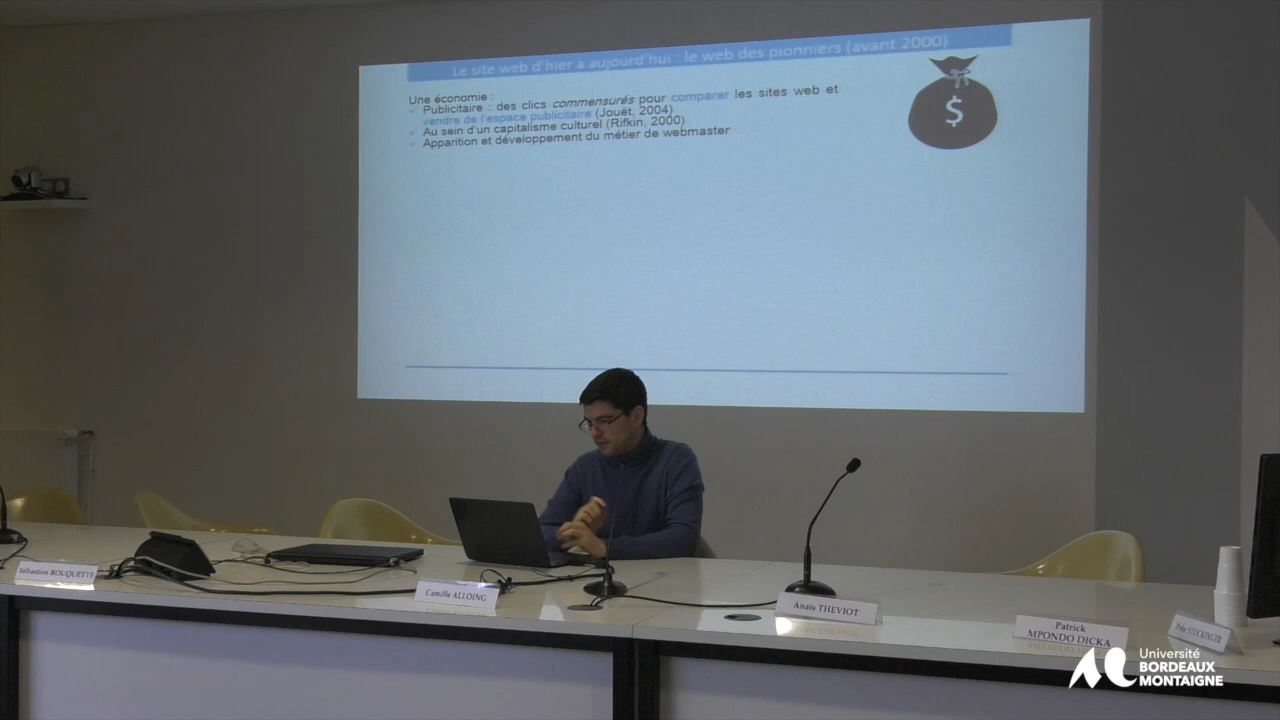 Le site web d'hier à aujourd'hui : le web des pionniers (avant 2000)
Une économie :
Publicitaire : des clics commensurés pour comparer les sites web et
vendre de l'espace publicitaire (Jouët, 2004)
Au sein d'un capitalisme culturel (Rifkin, 2000)
Apparition et développement du métier de webmaster
$
Sébastien ROUQUETTE
Camille ALLOING
Anaïs THEVIOT
Patrick
MPONDO DICKA
Peter STOCKINGER
Université
BORDEAUX
MONTAIGNE